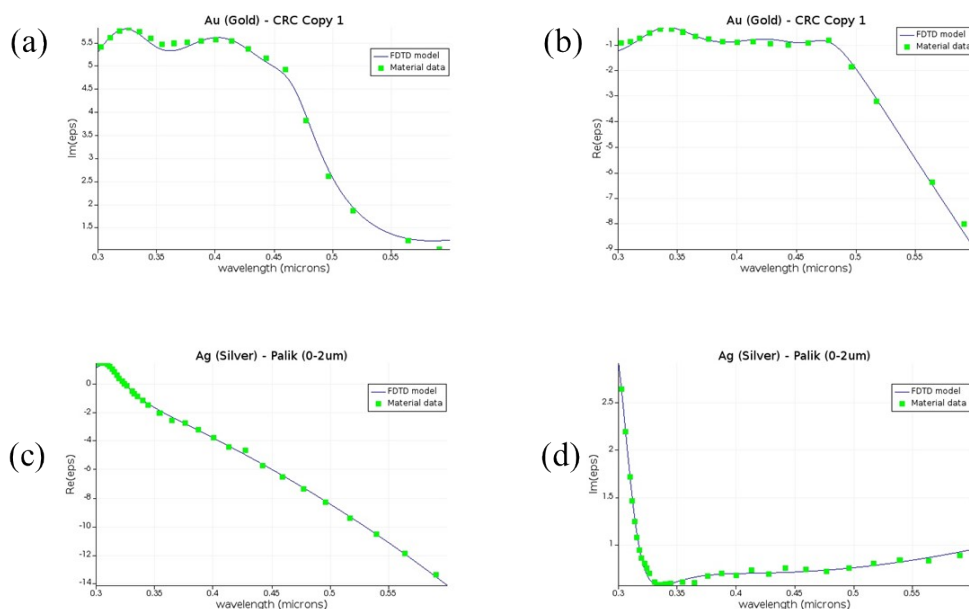 (a)
Au (Gold) - CRC Copy 1
Im(eps)
5.5
5
4.5
4
3.5
3
2.5
2
1.5
FDTD model
Material data
0.3 0.35 0.4 0.45 0.5 0.55
wavelength (microns)
(b)
Au (Gold) - CRC Copy 1
Re(eps)
-1
-2
-3
-4
-5
-6
-7
-8
-9
FDTD model
Material data
0.3 0.35 0.4 0.45 0.5 0.55
wavelength (microns)
(c)
Ag (Silver) - Palik (0-2um)
Re(eps)
0
-2
-4
-6
-8
-10
-12
-14
FDTD model
Material data
0.3 0.35 0.4 0.45 0.5 0.55
wavelength (microns)
(d)
Ag (Silver) - Palik (0-2um)
Im(eps)
2.5
2
1.5
1
FDTD model
Material data
0.3 0.35 0.4 0.45 0.5 0.55
wavelength (microns)